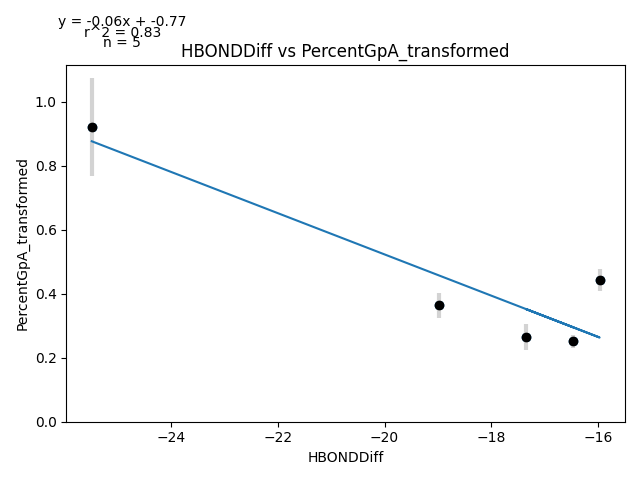 y = -0.06x + -0.77
r^2 = 0.83
n = 5
HBONDDiff vs PercentGpA_transformed
PercentGpA_transformed
1.0
0.8
0.6
0.4
0.2
0.0
−24
−22
−20
−18
−16
HBONDDiff